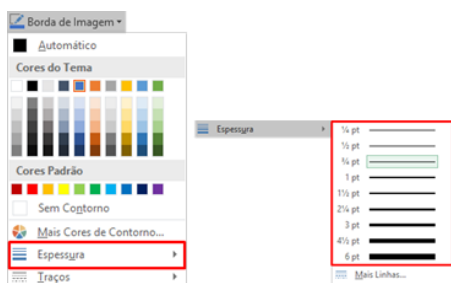 Borda de Imagem
Automático
Cores do Tema
Cores Padrão
Sem Contorno
Mais Cores de Contorno...
Espessura
Traços
Espessura
¼ pt
½ pt
¾ pt
1 pt
1½ pt
2¼ pt
3 pt
4½ pt
6 pt
Mais Linhas...